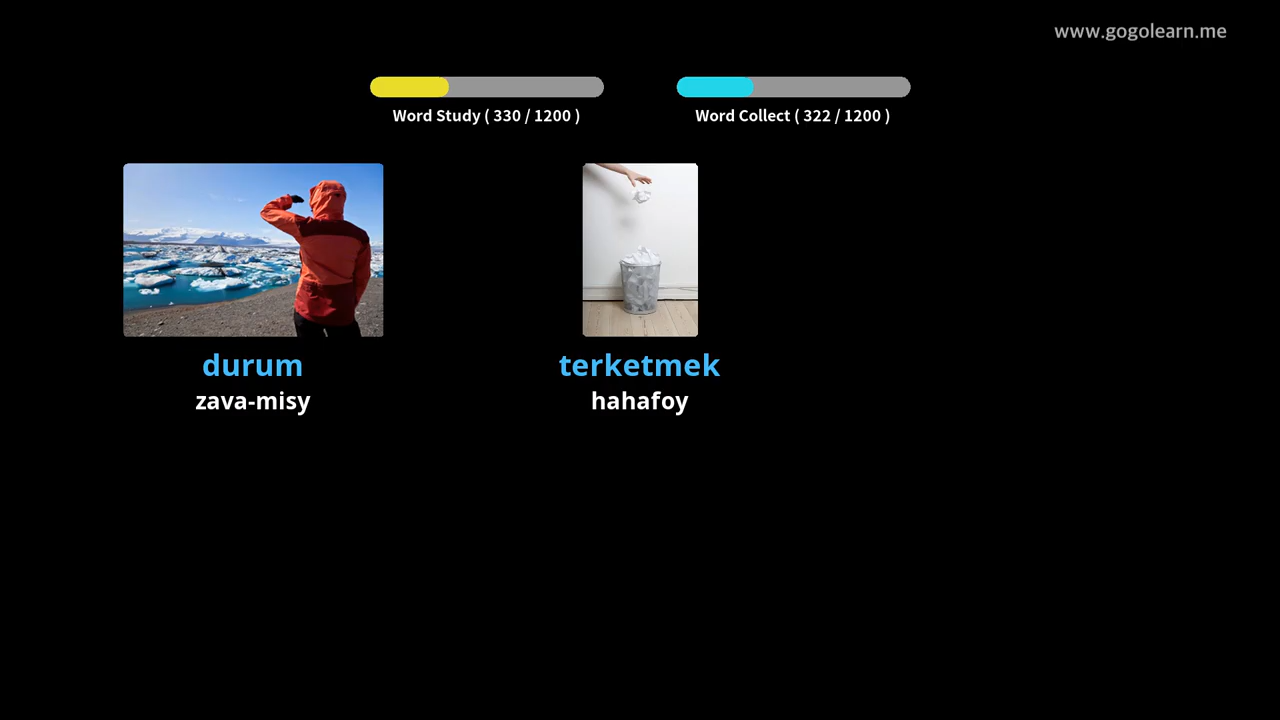 www.gogolearn.me
Word Study ( 330 / 1200 )
Word Collect ( 322 / 1200 )
durum
zava-misy
terketmek
hahafoy